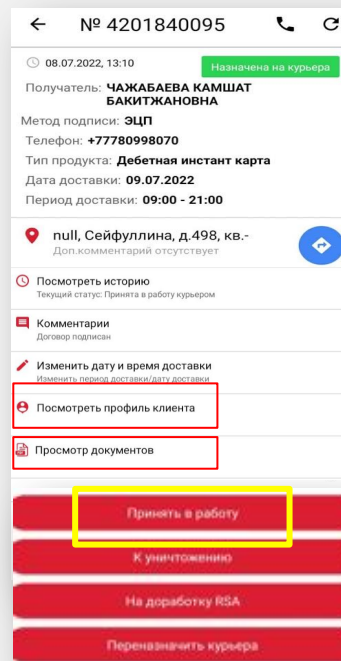 № 4201840095
08.07.2022, 13:10
Назначена на курьера
Получатель: ЧАЖАБАЕВА КАМШАТ
БАКИТЖАНОВНА
Метод подписи: ЭЦП
Телефон: +77780998070
Тип продукта: Дебетная инстант карта
Дата доставки: 09.07.2022
Период доставки: 09:00 - 21:00
null, Сейфуллина, д.498, кв.-
Доп.комментарий отсутствует
Посмотреть историю
Текущий статус: Принята в работу курьером
Комментарии
Договор подписан
Изменить дату и время доставки
Изменить период доставки/дату доставки
Посмотреть профиль клиента
Просмотр документов
Принять в работу
К уничтожению
На доработку RSA
Переназначить курьера